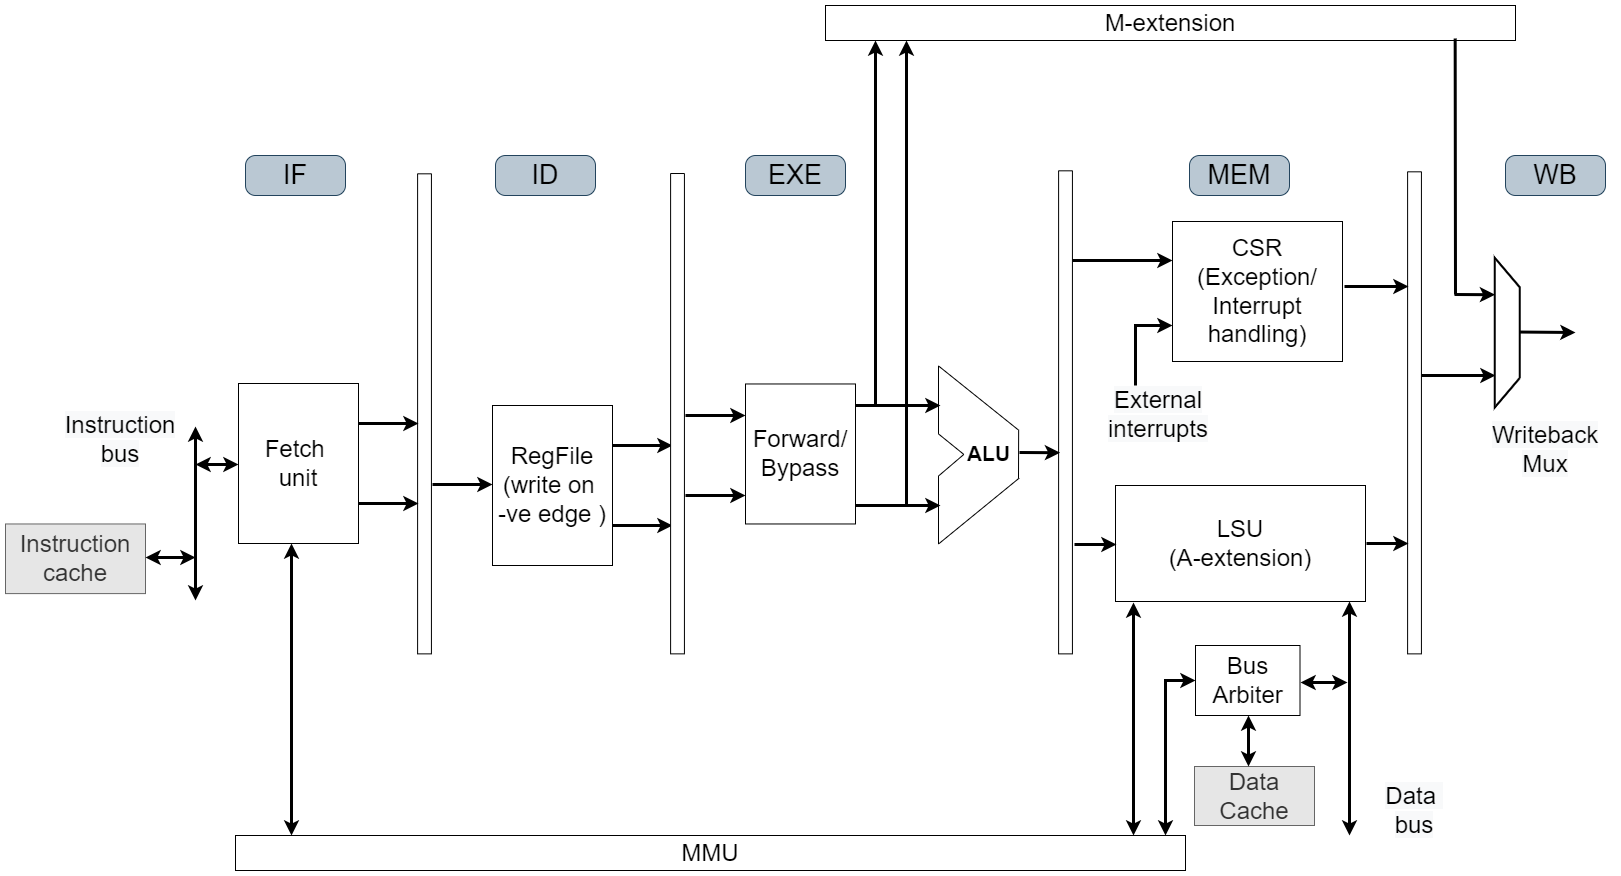 M-extension
IF
ID
EXE
MEM
WB
CSR
(Exception/
Interrupt
handling)
External
interrupts
Instruction
bus
Fetch
unit
RegFile
(write on
-ve edge )
Forward/
Bypass
ALU
Writeback
Mux
Instruction
cache
LSU
(A-extension)
Bus
Arbiter
Data
Cache
Data
bus
MMU